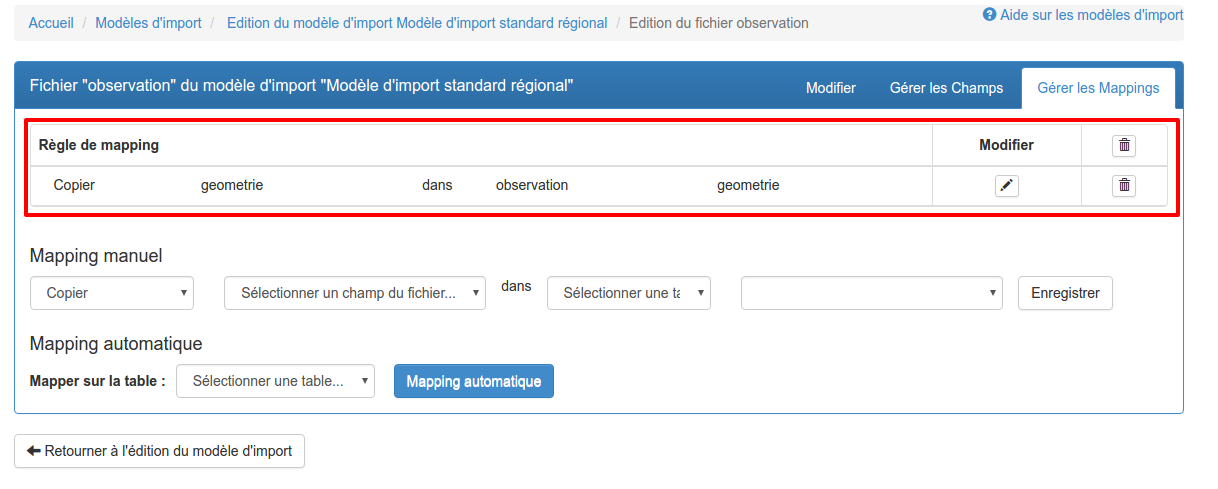 Accueil / Modèles d'import / Edition du modèle d'import Modèle d'import standard régional / Edition du fichier observation
Aide sur les modèles d'import
Fichier "observation" du modèle d'import "Modèle d'import standard régional"
Modifier Gérer les Champs Gérer les Mappings
Règle de mapping Modifier
Copier geometrie dans observation geometrie
Mapping manuel
Copier Sélectionner un champ du fichier... dans Sélectionner une ta Enregistrer
Mapping automatique
Mapper sur la table : Sélectionner une table... Mapping automatique
Retourner à l'édition du modèle d'import